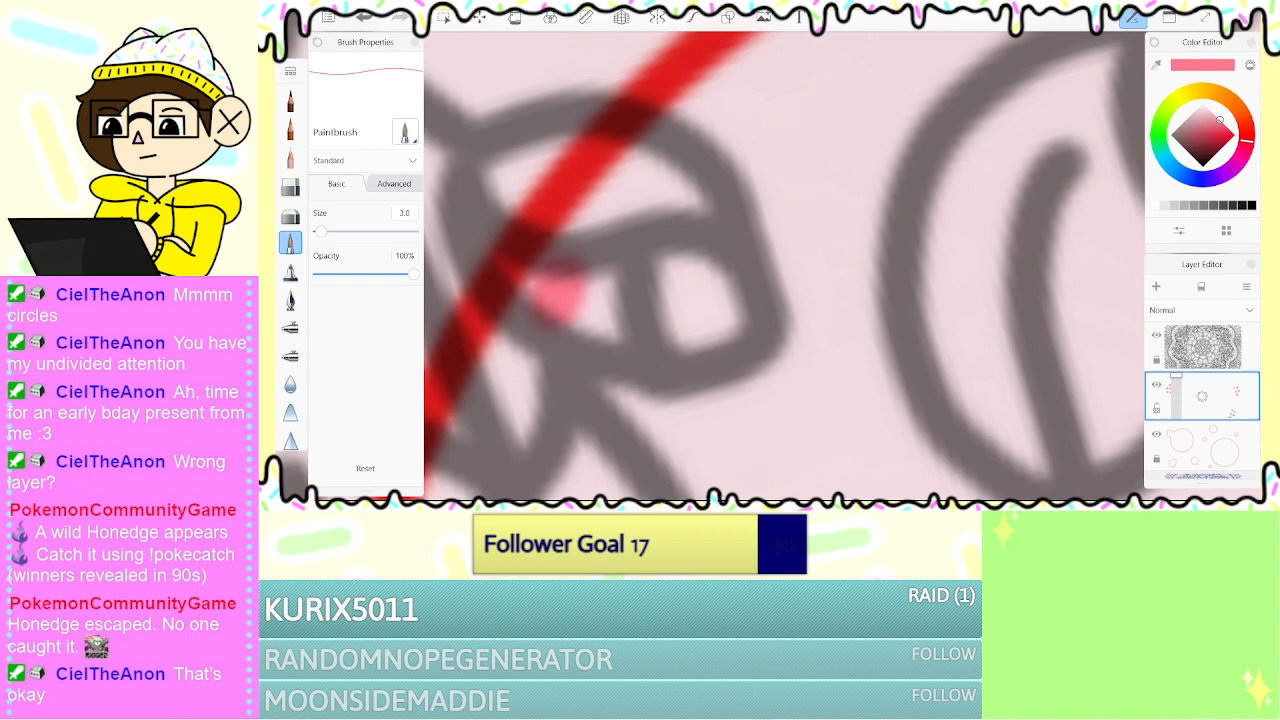 CielTheAnon Mmmm
circles
CielTheAnon You have
my undivided attention
CielTheAnon Ah, time
for an early bday present from
me :3
CielTheAnon Wrong
layer?
PokemonCommunityGame
A wild Honedge appears
Catch it using !pokecatch
(winners revealed in 90s)
PokemonCommunityGame
Honedge escaped. No one
caught it.
CielTheAnon That's
okay
Brush Properties
Paintbrush
Standard
Basic
Advanced
Size
3.0
Opacity
100%
Reset
Color Editor
Layer Editor
Normal
Follower Goal 17
20
KURIX5011
RAID (1)
RANDOMNOPEGENERATOR
FOLLOW
MOONSIDEMADDIE
FOLLOW